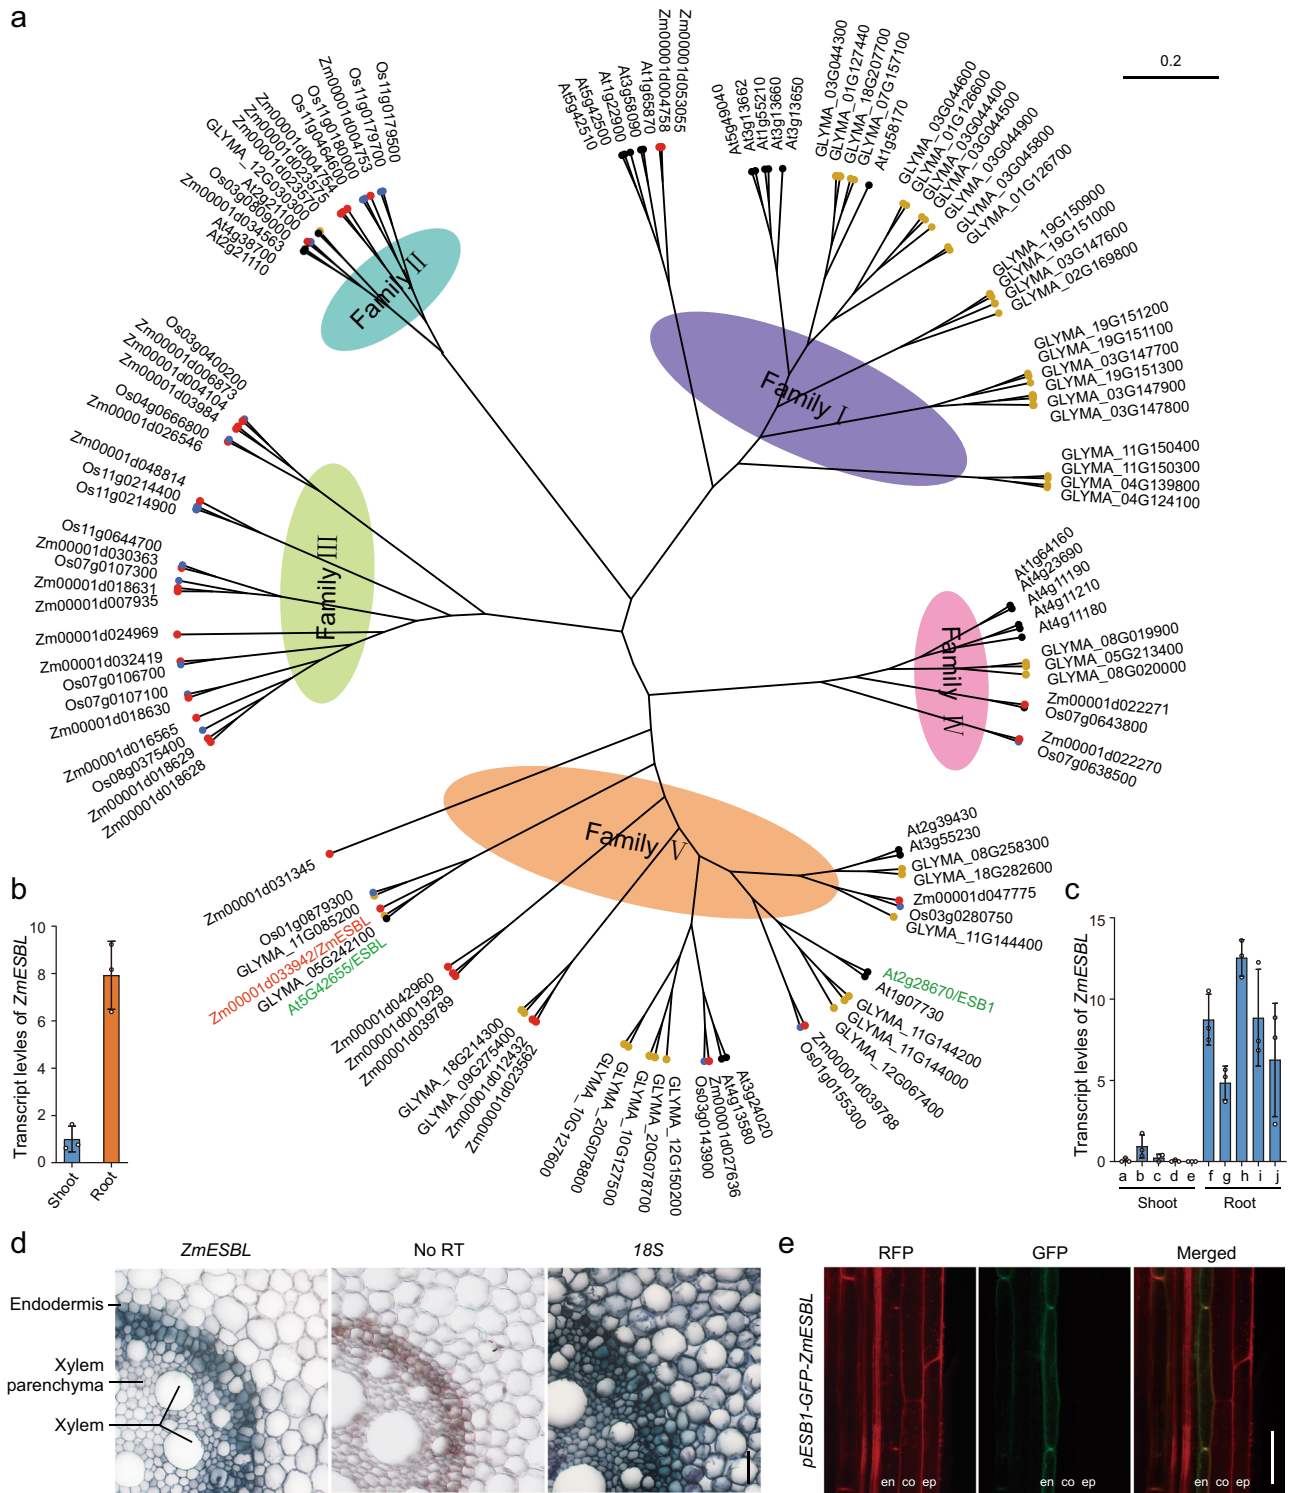 a
0.2
Zm00001d053055
Zm00001d004758
At1g65870
At3g58090
At1g22900
At5g42500
At5g42510
At5g49040
At3g13662
At1g55210
At3g13660
At3g13650
GLYMA_03G044300
GLYMA_01G127440
GLYMA_18G207700
GLYMA_07G157100
At1g58170
GLYMA_03G044600
GLYMA_01G126600
GLYMA_03G044400
GLYMA_03G044500
GLYMA_03G044900
GLYMA_03G045800
GLYMA_01G126700
GLYMA_19G150900
GLYMA_19G151000
GLYMA_03G147600
GLYMA_02G169800
GLYMA_19G151200
GLYMA_19G151100
GLYMA_03G147700
GLYMA_19G151300
GLYMA_03G147900
GLYMA_03G147800
GLYMA_11G150400
GLYMA_11G150300
GLYMA_04G139800
GLYMA_04G124100
Family I
Os11g0179500
Os11g0179700
Zm00001d004753
Os11g0180000
Os11g0464600
Zm00001d004754
Zm00001d023575
Zm00001d023570
GLYMA_12G030300
At2g21100
Os03g0809000
Zm00001d034563
At4g38700
At2g21110
Family II
Os03g0400200
Zm00001d006873
Zm00001d004104
Zm00001d03984
Os04g0666800
Zm00001d026546
Zm00001d048814
Os11g0214400
Os11g0214900
Os11g0644700
Zm00001d030363
Os07g0107300
Zm00001d018631
Zm00001d007935
Zm00001d024969
Zm00001d032419
Os07g0106700
Os07g0107100
Zm00001d018630
Zm00001d016565
Os08g0375400
Zm00001d018629
Zm00001d018628
Family III
At1g64160
At4g23690
At4g11190
At4g11210
At4g11180
GLYMA_08G019900
GLYMA_05G213400
GLYMA_08G020000
Zm00001d022271
Os07g0643800
Zm00001d022270
Os07g0638500
Family IV
Family V
Zm00001d031345
Os01g0879300
GLYMA_11G085200
Zm00001d033942/ZmESBL
GLYMA_05G242100
At5G42655/ESBL
Zm00001d042960
Zm00001d001929
Zm00001d039789
GLYMA_18G214300
GLYMA_09G275400
Zm00001d012432
Zm00001d023562
GLYMA_10G127600
GLYMA_20G078800
GLYMA_10G127500
GLYMA_20G078700
GLYMA_12G150200
Os03g0143900
Zm00001d027636
At4g13580
At3g24020
Os01g0155300
Zm00001d039788
GLYMA_12G067400
GLYMA_11G144000
GLYMA_11G144200
At1g07730
At2g28670/ESB1
At2g39430
At3g55230
GLYMA_08G258300
GLYMA_18G282600
Zm00001d047775
Os03g0280750
GLYMA_11G144400
b
Transcript levles of ZmESBL
10
8
6
4
2
0
Shoot
Root
c
Transcript levles of ZmESBL
15
10
5
0
a b c d e f g h i j
Shoot Root
d
ZmESBL No RT 18S
Endodermis
Xylem
parenchyma
Xylem
e
RFP GFP Merged
pESB1-GFP-ZmESBL
en co ep en co ep en co ep